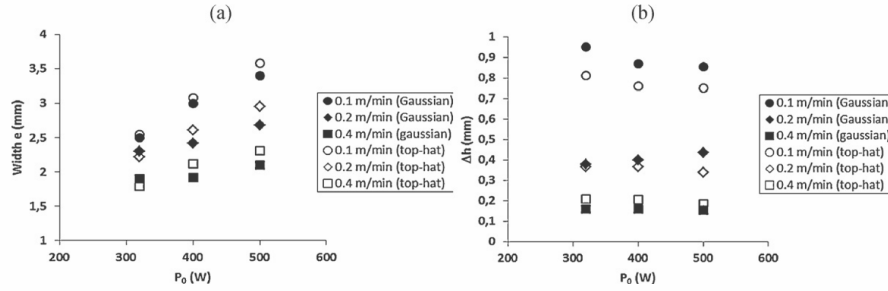 (a)
4
3,5
3
2,5
2
1,5
1
Width e (mm)
200
300
400
500
600
P₀ (W)
0.1 m/min (Gaussian)
0.2 m/min (Gaussian)
0.4 m/min (gaussian)
0.1 m/min (top-hat)
0.2 m/min (top-hat)
0.4 m/min (top-hat)
(b)
1
0,9
0,8
0,7
0,6
0,5
0,4
0,3
0,2
0,1
0
Δh (mm)
200
300
400
500
600
P₀ (W)
0.1 m/min (Gaussian)
0.2 m/min (Gaussian)
0.4 m/min (gaussian)
0.1 m/min (top-hat)
0.2 m/min (top-hat)
0.4 m/min (top-hat)